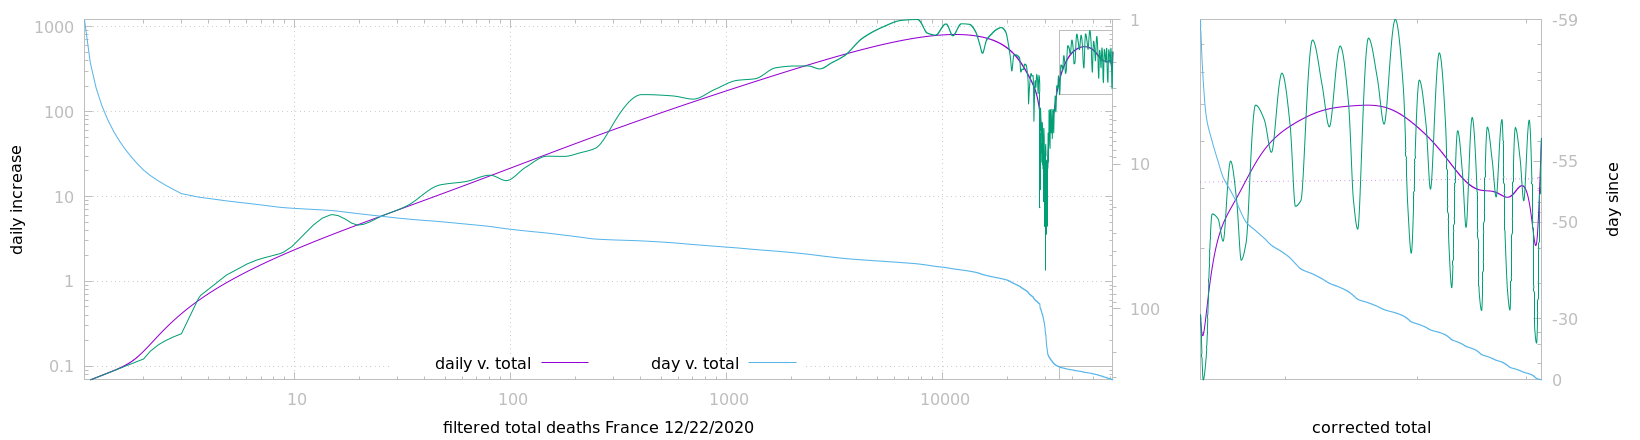 1000
100
10
1
0.1
daily increase
daily v. total
day v. total
10
100
1000
10000
filtered total deaths France 12/22/2020
1
10
100
-59
-55
-50
-30
0
day since
corrected total